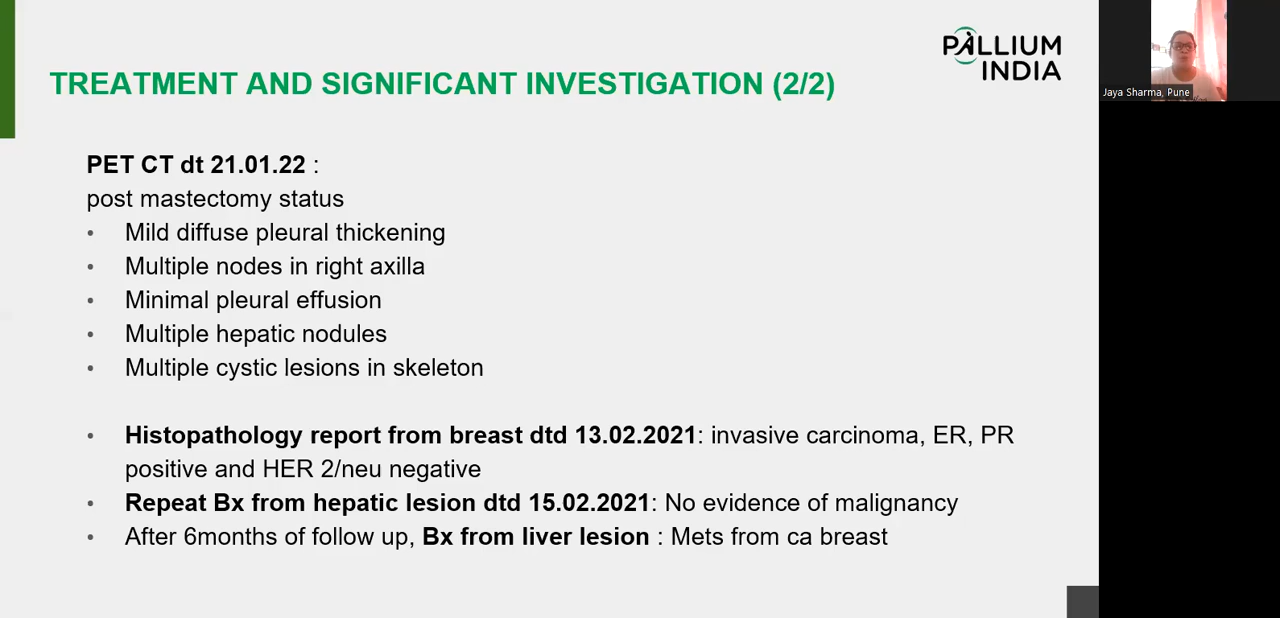 PALLIUM
INDIA
TREATMENT AND SIGNIFICANT INVESTIGATION (2/2)
Jaya Sharma, Pune
PET CT dt 21.01.22 :
post mastectomy status
• Mild diffuse pleural thickening
• Multiple nodes in right axilla
• Minimal pleural effusion
• Multiple hepatic nodules
• Multiple cystic lesions in skeleton
• Histopathology report from breast dtd 13.02.2021: invasive carcinoma, ER, PR
positive and HER 2/neu negative
• Repeat Bx from hepatic lesion dtd 15.02.2021: No evidence of malignancy
• After 6months of follow up, Bx from liver lesion : Mets from ca breast